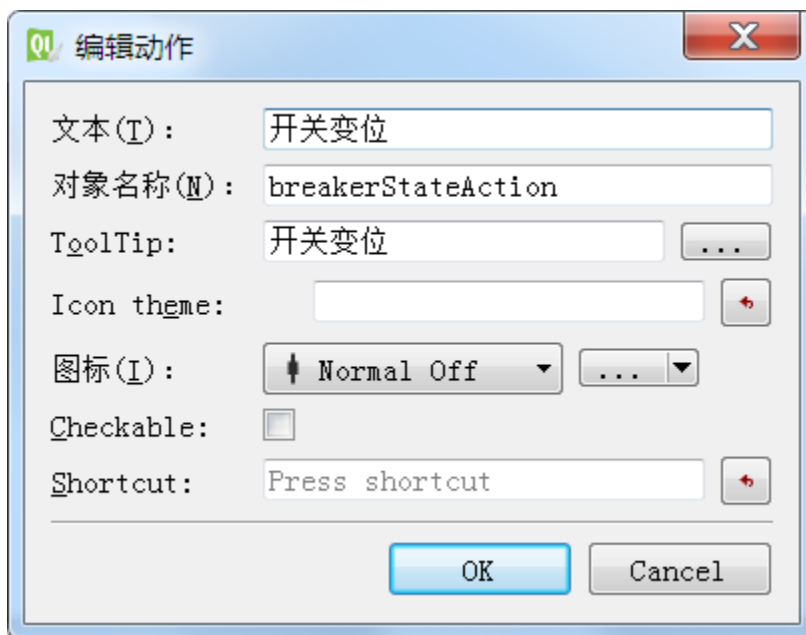 编辑动作
文本(T): 开关变位
对象名称(N): breakerStateAction
ToolTip: 开关变位 ...
Icon theme:
图标(I): Normal Off ...
Checkable:
Shortcut: Press shortcut
OK Cancel